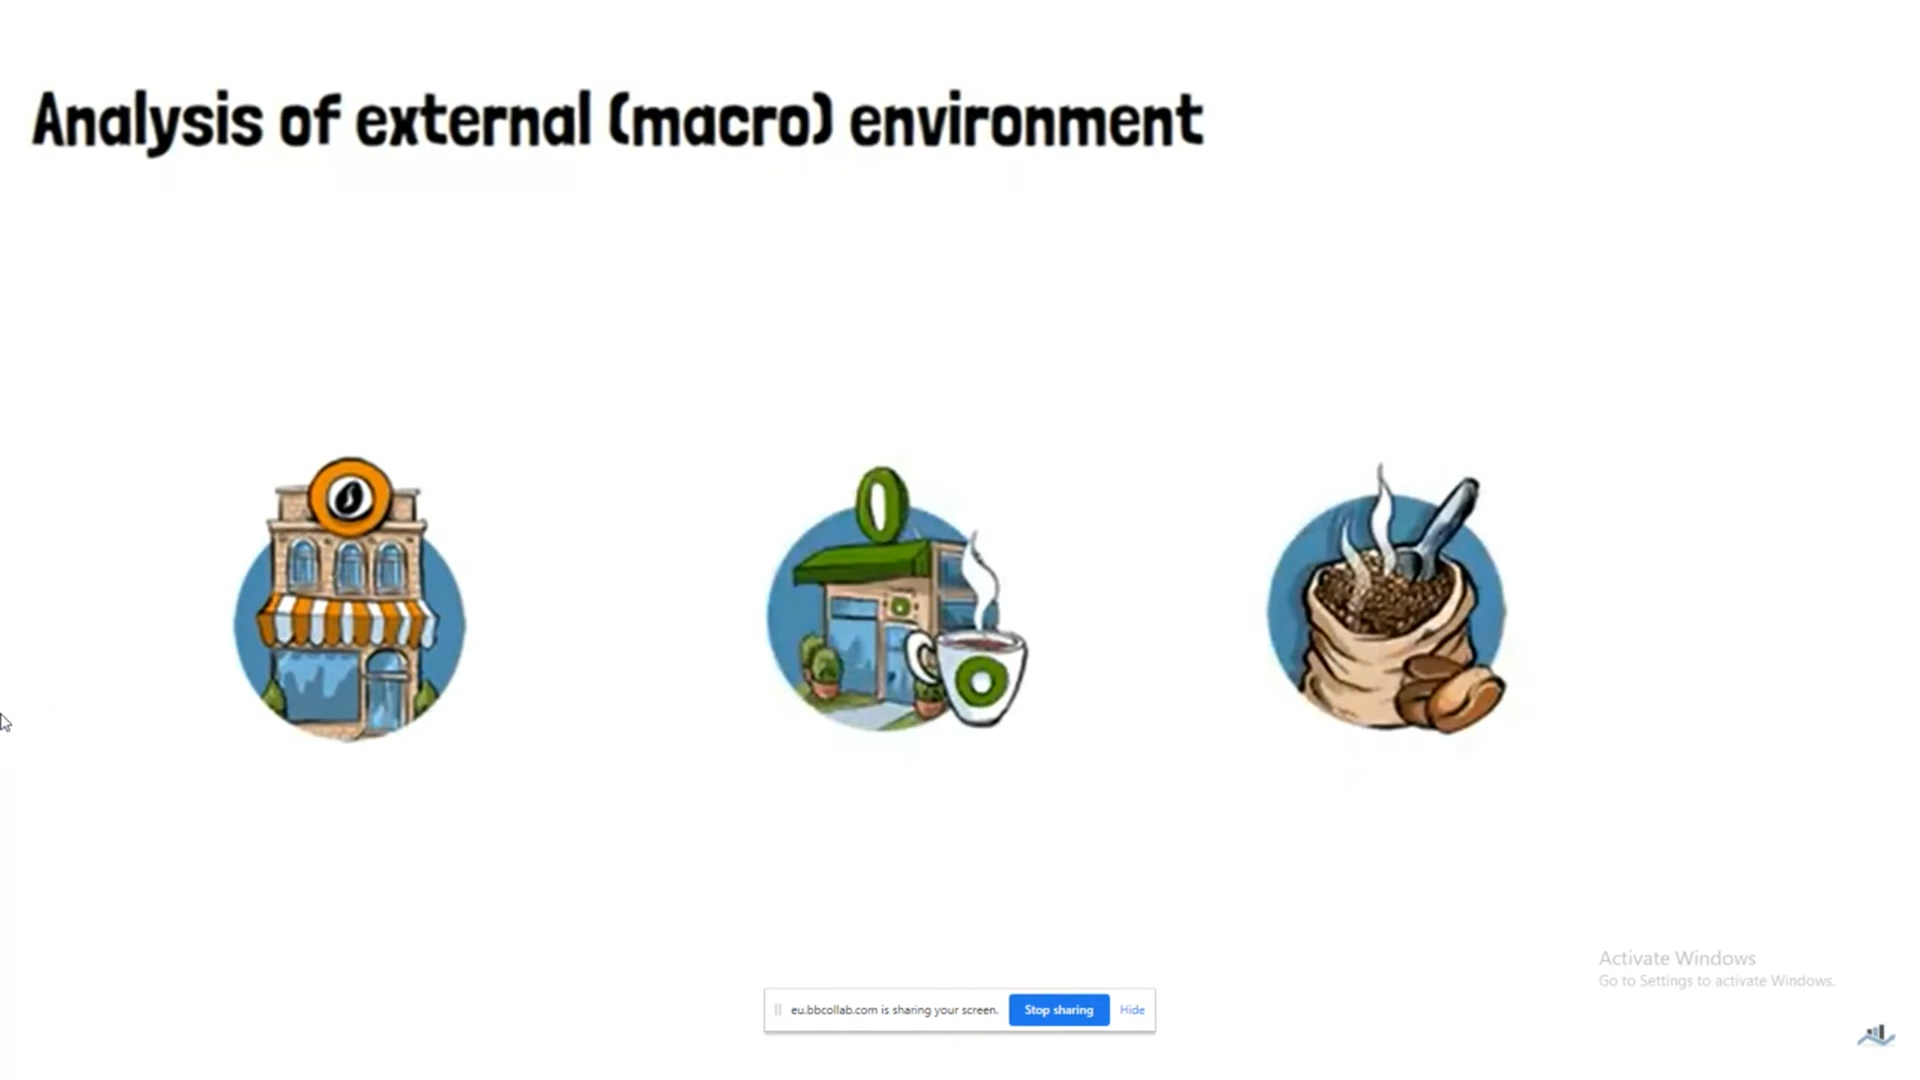 Analysis of external (macro) environment
Activate Windows
Go to Settings to activate Windows.
eu.bbcollab.com is sharing your screen.
Stop sharing
Hide